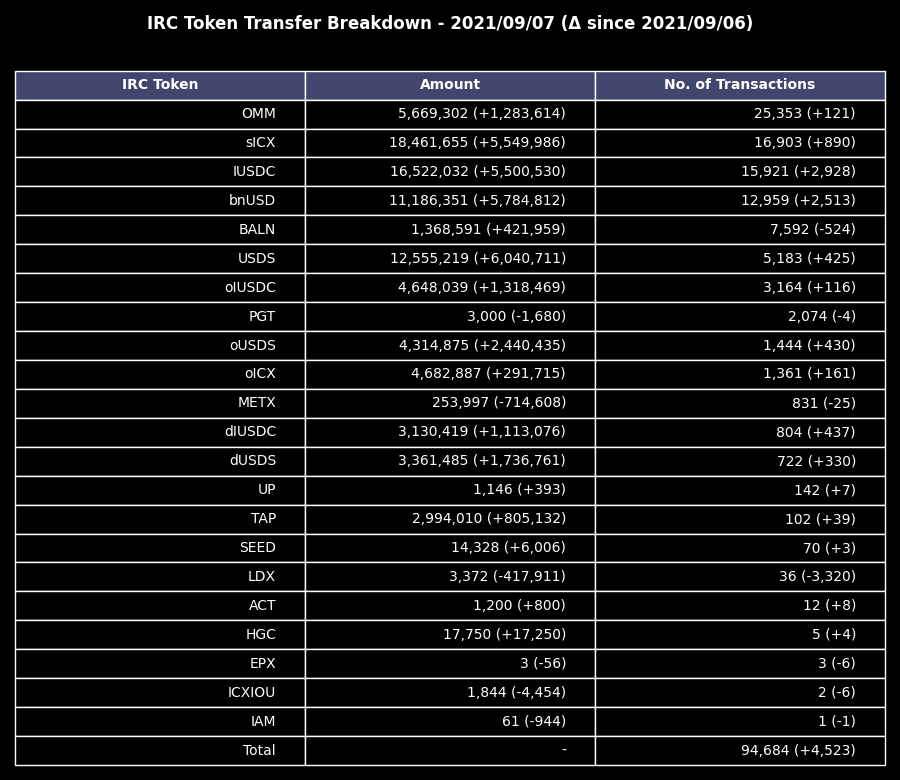 IRC Token Transfer Breakdown - 2021/09/07 (Δ since 2021/09/06)
IRC Token Amount No. of Transactions
OMM 5,669,302 (+1,283,614) 25,353 (+121)
sICX 18,461,655 (+5,549,986) 16,903 (+890)
IUSDC 16,522,032 (+5,500,530) 15,921 (+2,928)
bnUSD 11,186,351 (+5,784,812) 12,959 (+2,513)
BALN 1,368,591 (+421,959) 7,592 (-524)
USDS 12,555,219 (+6,040,711) 5,183 (+425)
oIUSDC 4,648,039 (+1,318,469) 3,164 (+116)
PGT 3,000 (-1,680) 2,074 (-4)
oUSDS 4,314,875 (+2,440,435) 1,444 (+430)
oICX 4,682,887 (+291,715) 1,361 (+161)
METX 253,997 (-714,608) 831 (-25)
dIUSDC 3,130,419 (+1,113,076) 804 (+437)
dUSDS 3,361,485 (+1,736,761) 722 (+330)
UP 1,146 (+393) 142 (+7)
TAP 2,994,010 (+805,132) 102 (+39)
SEED 14,328 (+6,006) 70 (+3)
LDX 3,372 (-417,911) 36 (-3,320)
ACT 1,200 (+800) 12 (+8)
HGC 17,750 (+17,250) 5 (+4)
EPX 3 (-56) 3 (-6)
ICXIOU 1,844 (-4,454) 2 (-6)
IAM 61 (-944) 1 (-1)
Total - 94,684 (+4,523)